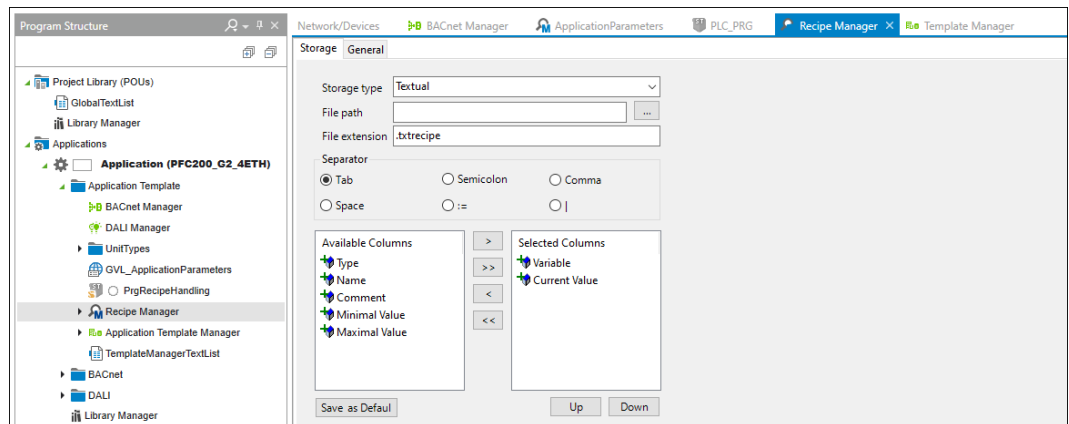 Program Structure
Network/Devices
BACnet Manager
ApplicationParameters
PLC_PRG
Recipe Manager
Template Manager
Project Library (POUs)
GlobalTextList
Library Manager
Applications
Application (PFC200_G2_4ETH)
Application Template
BACnet Manager
DALI Manager
UnitTypes
GVL_ApplicationParameters
PrgRecipeHandling
Recipe Manager
Application Template Manager
TemplateManagerTextList
BACnet
DALI
Library Manager
Storage General
Storage type Textual
File path ...
File extension .txtrecipe
Separator
Tab Semicolon Comma
Space := |
Available Columns
Type
Name
Comment
Minimal Value
Maximal Value
>
>>
<
<<
Selected Columns
Variable
Current Value
Save as Defaul
Up Down